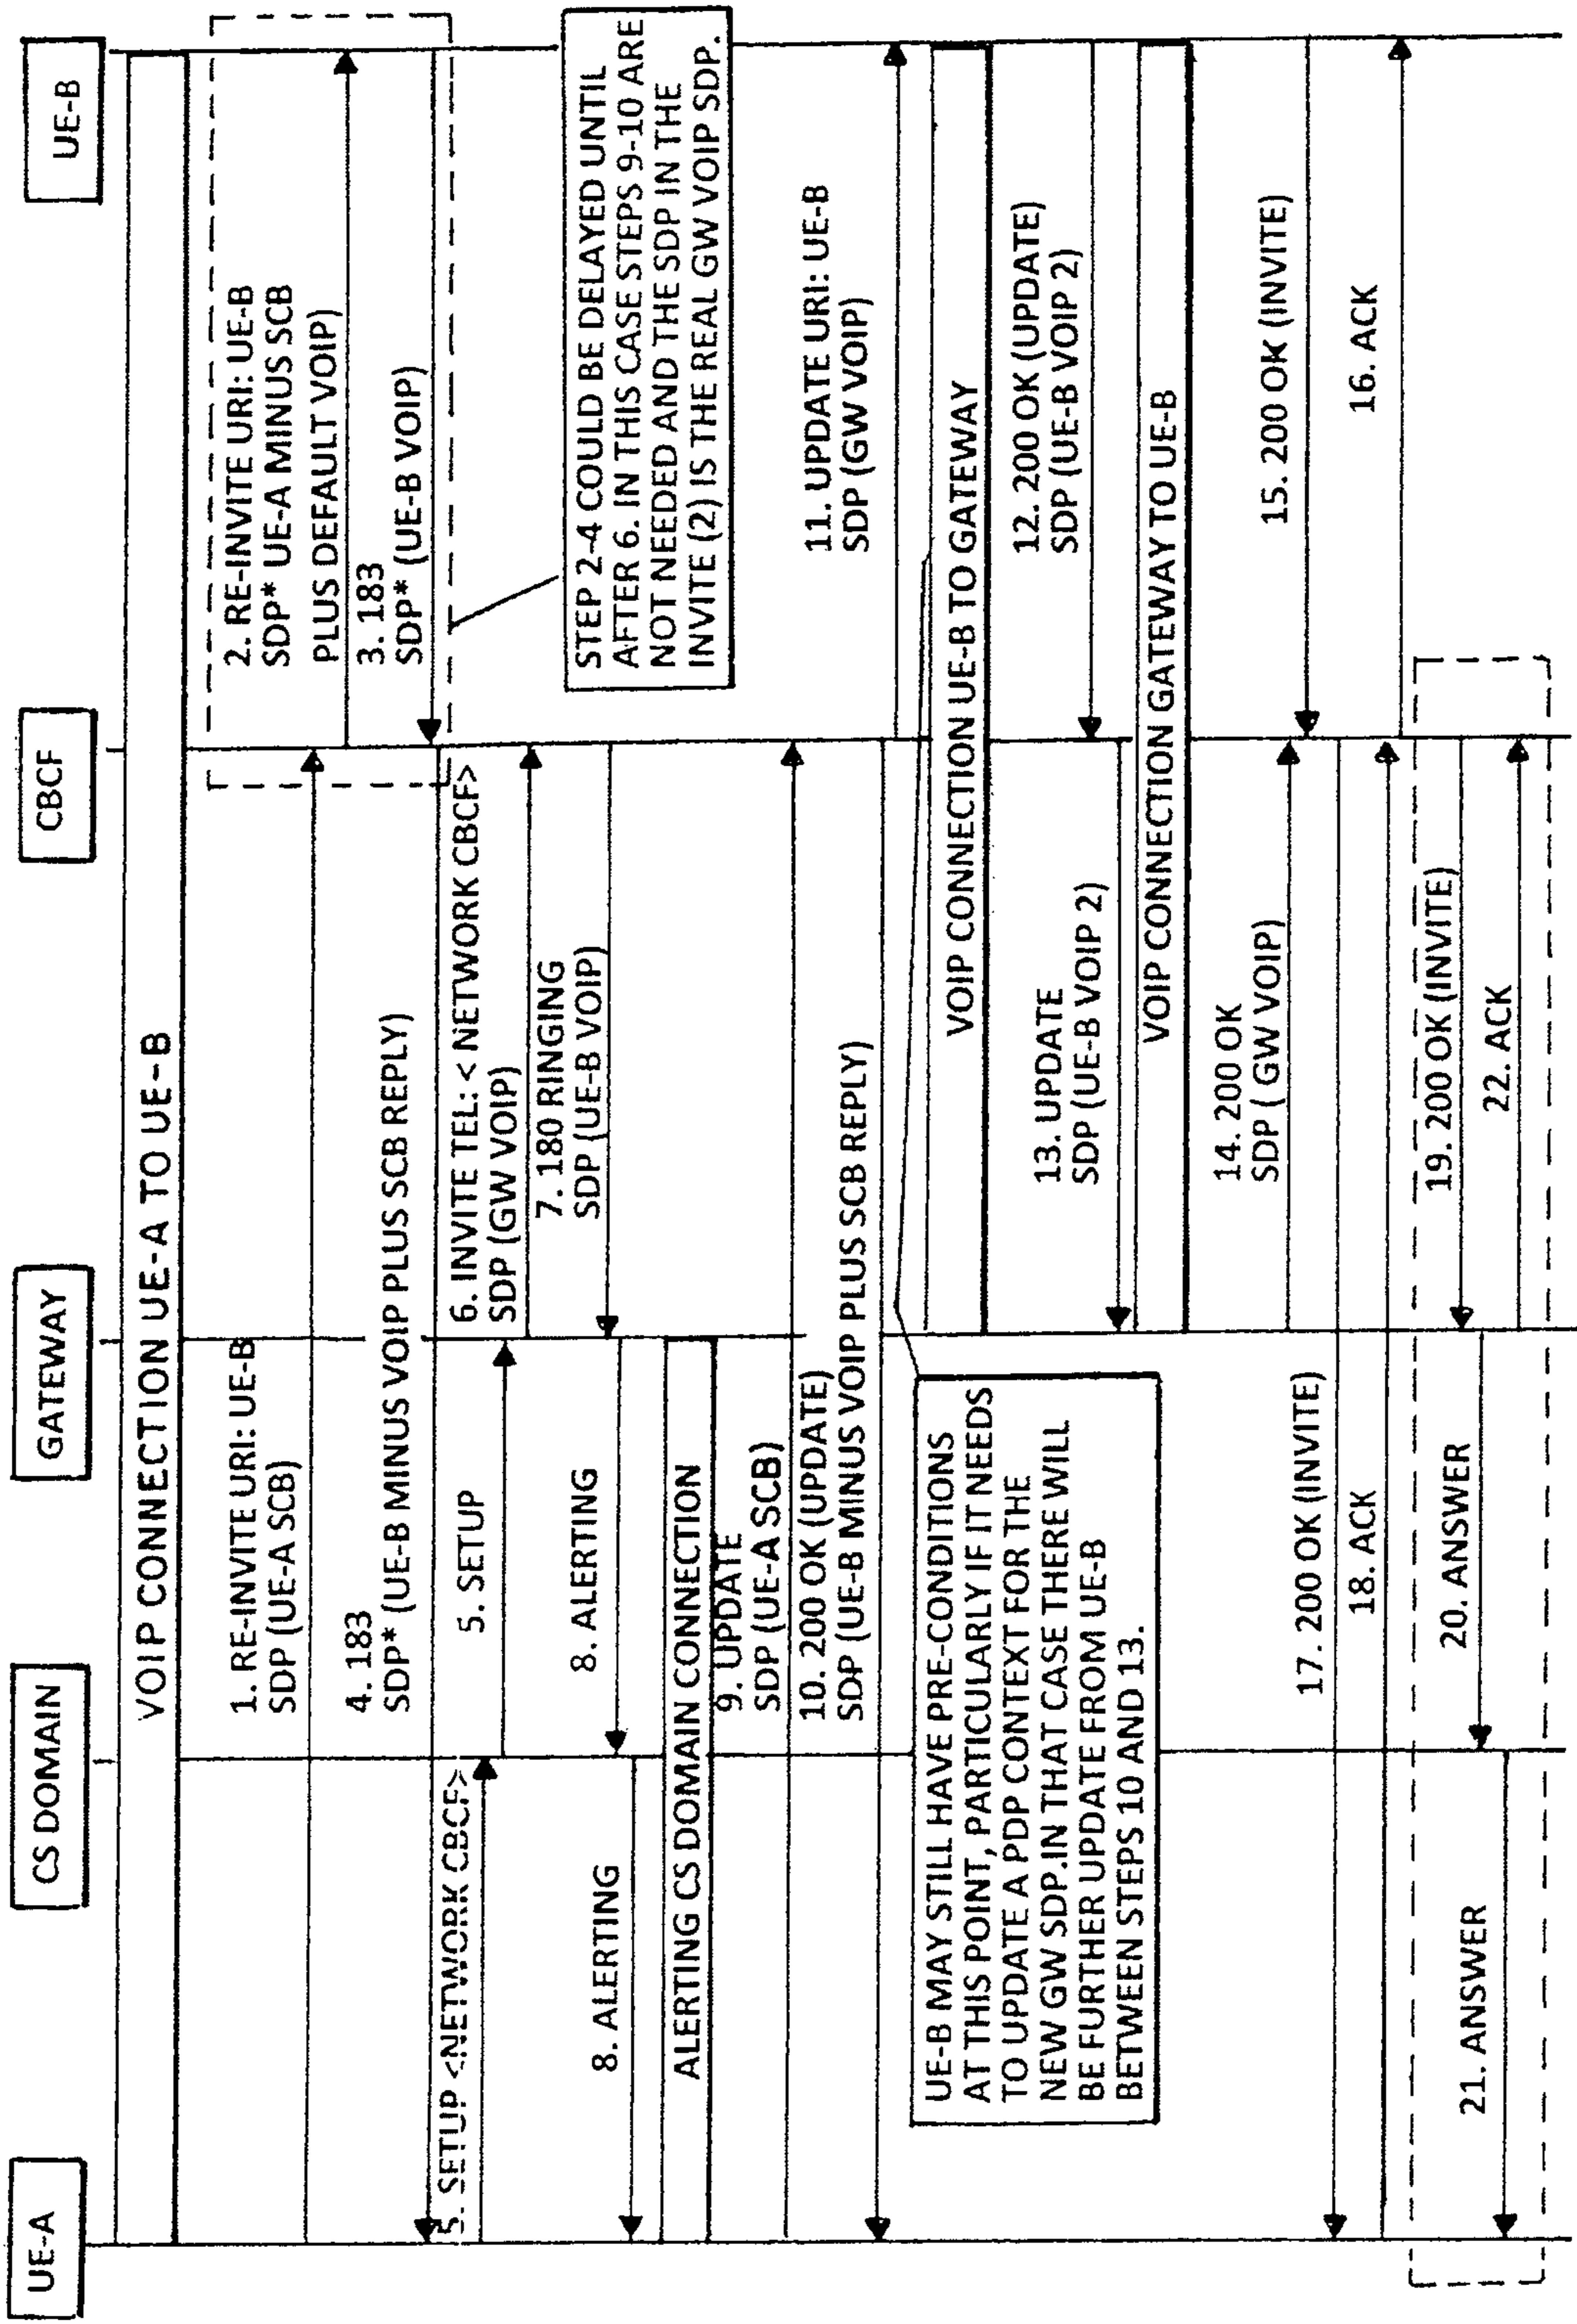 UE-A
CS DOMAIN
GATEWAY
CBCF
UE-B
VOIP CONNECTION UE-A TO UE-B
1. RE-INVITE URI: UE-B
SDP (UE-A SCB)
2. RE-INVITE URI: UE-B
SDP* UE-A MINUS SCB
PLUS DEFAULT VOIP)
3. 183
SDP* (UE-B VOIP)
4. 183
SDP* (UE-B MINUS VOIP PLUS SCB REPLY)
5. SETUP <NETWORK CBCF>
5. SETUP
6. INVITE TEL: < NETWORK CBCF>
SDP (GW VOIP)
7. 180 RINGING
SDP (UE-B VOIP)
STEP 2-4 COULD BE DELAYED UNTIL
AFTER 6. IN THIS CASE STEPS 9-10 ARE
NOT NEEDED AND THE SDP IN THE
INVITE (2) IS THE REAL GW VOIP SDP.
8. ALERTING
8. ALERTING
ALERTING CS DOMAIN CONNECTION
9. UPDATE
SDP (UE-A SCB)
10. 200 OK (UPDATE)
SDP (UE-B MINUS VOIP PLUS SCB REPLY)
11. UPDATE URI: UE-B
SDP (GW VOIP)
VOIP CONNECTION UE-B TO GATEWAY
UE-B MAY STILL HAVE PRE-CONDITIONS
AT THIS POINT, PARTICULARLY IF IT NEEDS
TO UPDATE A PDP CONTEXT FOR THE
NEW GW SDP.IN THAT CASE THERE WILL
BE FURTHER UPDATE FROM UE-B
BETWEEN STEPS 10 AND 13.
12. 200 OK (UPDATE)
SDP (UE-B VOIP 2)
13. UPDATE
SDP (UE-B VOIP 2)
VOIP CONNECTION GATEWAY TO UE-B
14. 200 OK
SDP ( GW VOIP)
15. 200 OK (INVITE)
16. ACK
17. 200 OK (INVITE)
18. ACK
19. 200 OK (INVITE)
20. ANSWER
21. ANSWER
22. ACK